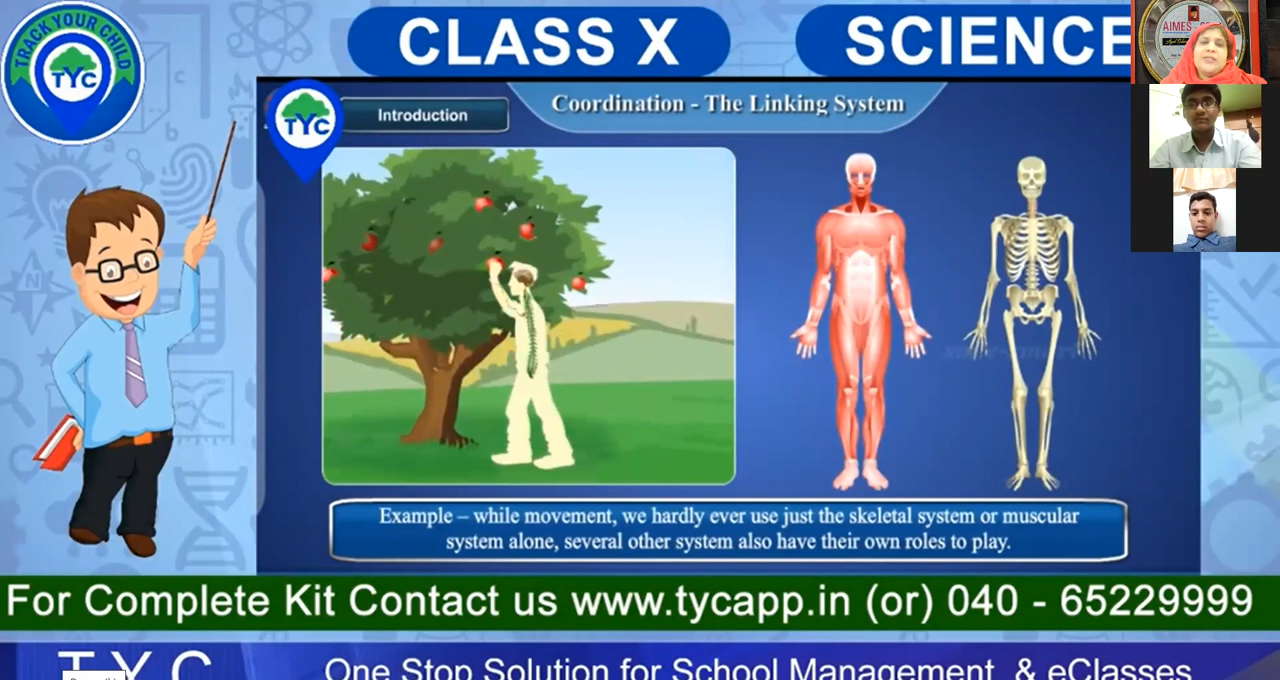 TRACK YOUR CHILD
TYC
CLASS X
SCIENCE
AIMES
TYC
Introduction
Coordination - The Linking System
Example – while movement, we hardly ever use just the skeletal system or muscular
system alone, several other system also have their own roles to play.
For Complete Kit Contact us www.tycapp.in (or) 040 - 65229999
TYC
One Stop Solution for School Management & eClasses